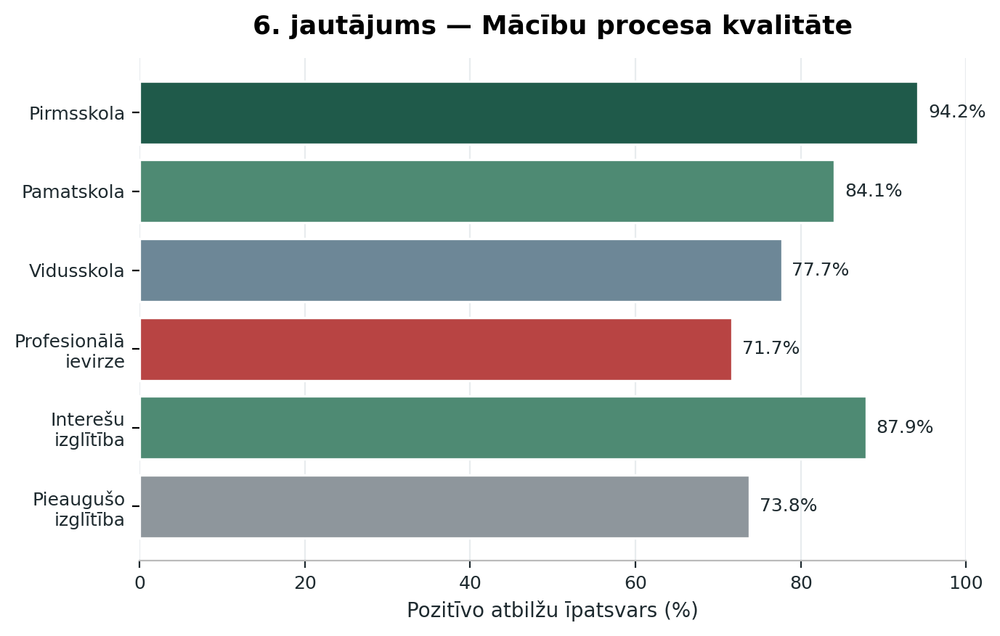 6. jautājums — Mācību procesa kvalitāte
Pirmsskola
94.2%
Pamatskola
84.1%
Vidusskola
77.7%
Profesionālā
ievirze
71.7%
Interešu
izglītība
87.9%
Pieaugušo
izglītība
73.8%
0 20 40 60 80 100
Pozitīvo atbilžu īpatsvars (%)